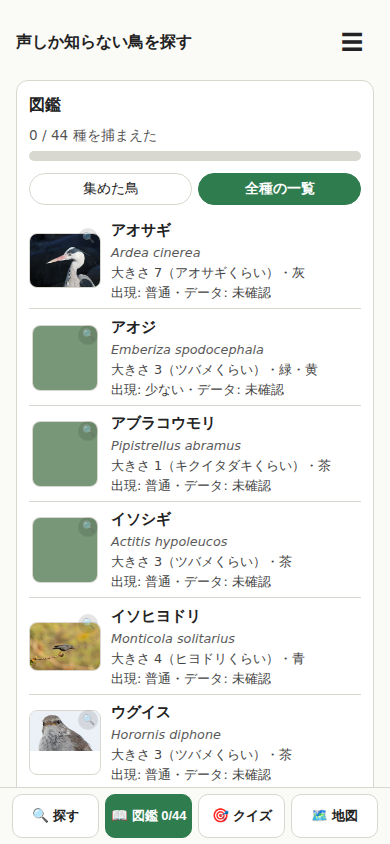 声しか知らない鳥を探す
☰
図鑑
0 / 44 種を捕まえた
集めた鳥
全種の一覧
アオサギ
Ardea cinerea
大きさ 7（アオサギくらい）・灰
出現: 普通・データ: 未確認
アオジ
Emberiza spodocephala
大きさ 3（ツバメくらい）・緑・黄
出現: 少ない・データ: 未確認
アブラコウモリ
Pipistrellus abramus
大きさ 1（キクイタダキくらい）・茶
出現: 普通・データ: 未確認
イソシギ
Actitis hypoleucos
大きさ 3（ツバメくらい）・茶
出現: 普通・データ: 未確認
イソヒヨドリ
Monticola solitarius
大きさ 4（ヒヨドリくらい）・青
出現: 普通・データ: 未確認
ウグイス
Horornis diphone
大きさ 3（ツバメくらい）・茶
出現: 普通・データ: 未確認
🔍 探す
📖 図鑑 0/44
🎯 クイズ
🗺️ 地図